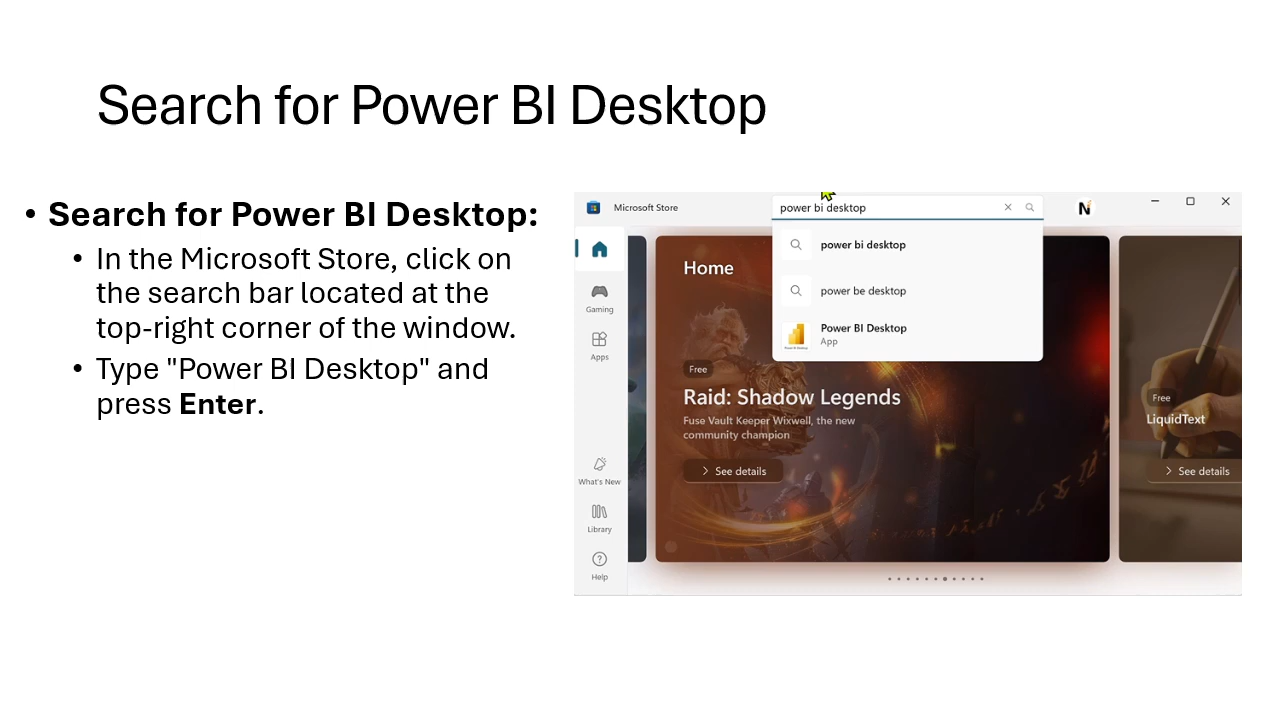 Search for Power BI Desktop
• Search for Power BI Desktop:
• In the Microsoft Store, click on
the search bar located at the
top-right corner of the window.
• Type "Power BI Desktop" and
press Enter.
Microsoft Store
power bi desktop
N
power bi desktop
power be desktop
Power BI Desktop
App
Home
Gaming
Apps
What's New
Library
Help
Free
Raid: Shadow Legends
Fuse Vault Keeper Wixwell, the new
community champion
See details
Free
LiquidText
See details